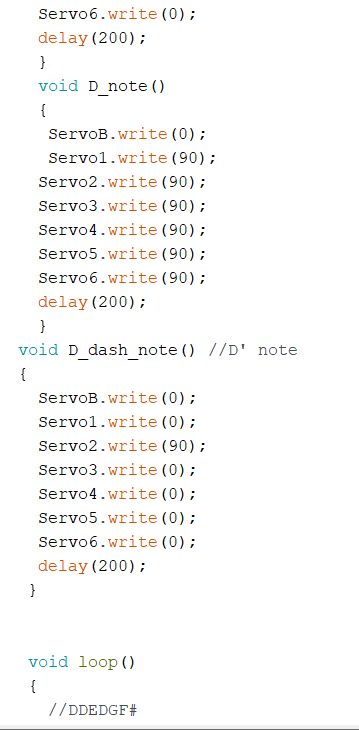 Servo6.write(0);
delay(200);
}
void D_note()
{
ServoB.write(0);
Servo1.write(90);
Servo2.write(90);
Servo3.write(90);
Servo4.write(90);
Servo5.write(90);
Servo6.write(90);
delay(200);
}
void D_dash_note() //D' note
{
ServoB.write(0);
Servo1.write(0);
Servo2.write(90);
Servo3.write(0);
Servo4.write(0);
Servo5.write(0);
Servo6.write(0);
delay(200);
}
void loop()
{
//DDEDGF#